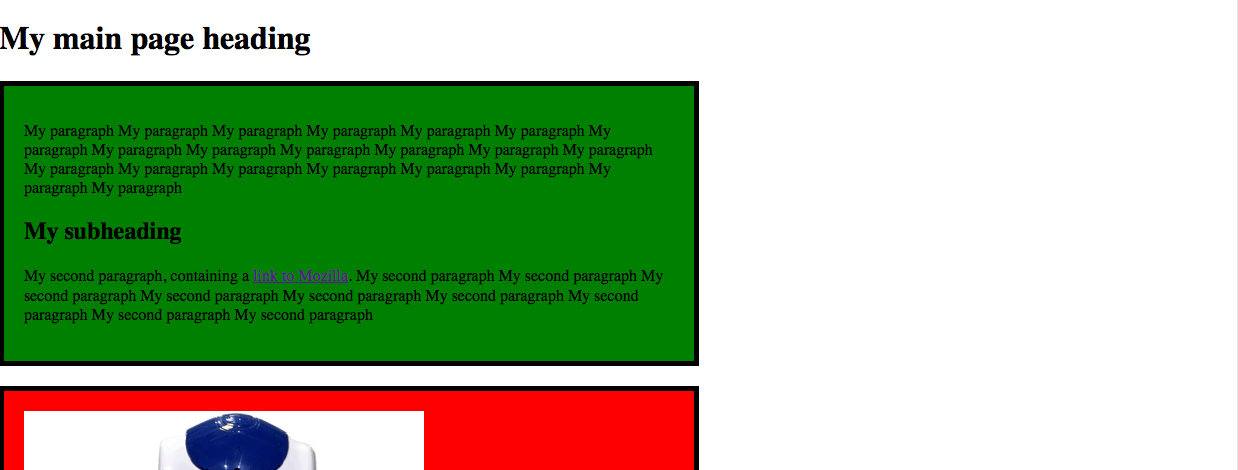 My main page heading
My paragraph My paragraph My paragraph My paragraph My paragraph My paragraph My
paragraph My paragraph My paragraph My paragraph My paragraph My paragraph My paragraph
My paragraph My paragraph My paragraph My paragraph My paragraph My paragraph My
paragraph My paragraph
My subheading
My second paragraph, containing a link to Mozilla. My second paragraph My second paragraph My
second paragraph My second paragraph My second paragraph My second paragraph My second
paragraph My second paragraph My second paragraph